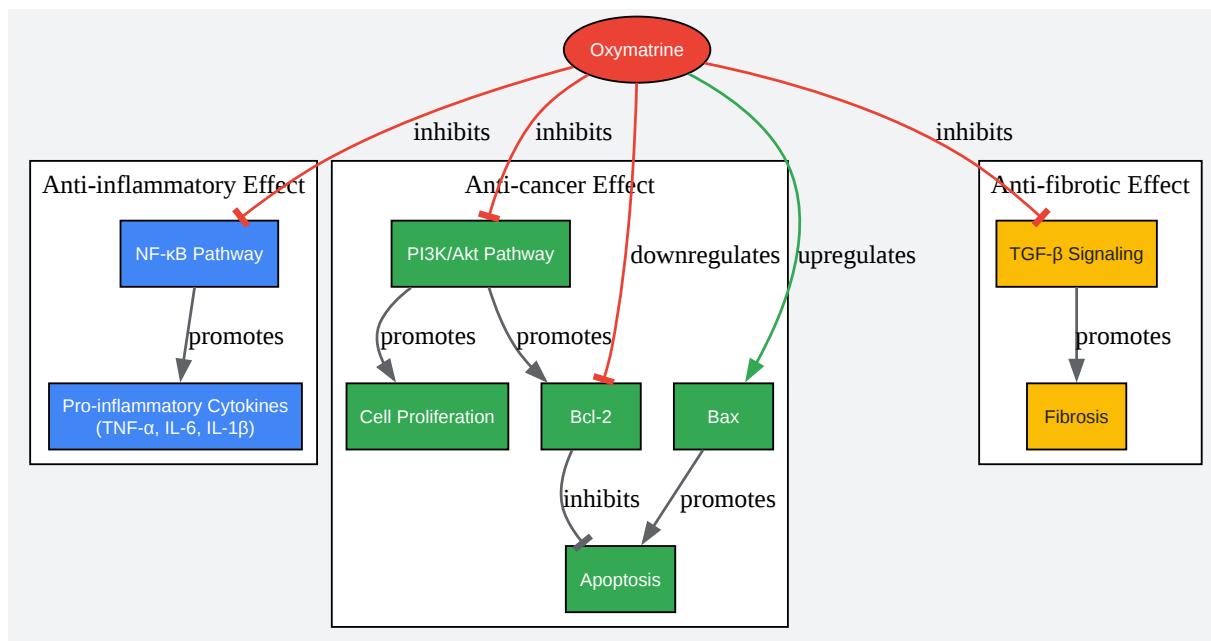 Oxymatrine
inhibits
inhibits
inhibits
Anti-inflammatory Effect
Anti-cancer Effect
Anti-fibrotic Effect
NF-κB Pathway
PI3K/Akt Pathway
downregulates
upregulates
TGF-β Signaling
promotes
promotes
promotes
promotes
Pro-inflammatory Cytokines
(TNF-α, IL-6, IL-1β)
Cell Proliferation
Bcl-2
Bax
Fibrosis
inhibits
promotes
Apoptosis